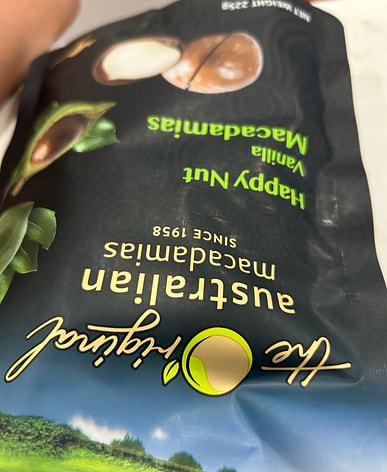 the Original
australian
macadamias
SINCE 1958
Happy Nut
Vanilla
Macadamias
NET WEIGHT 225g